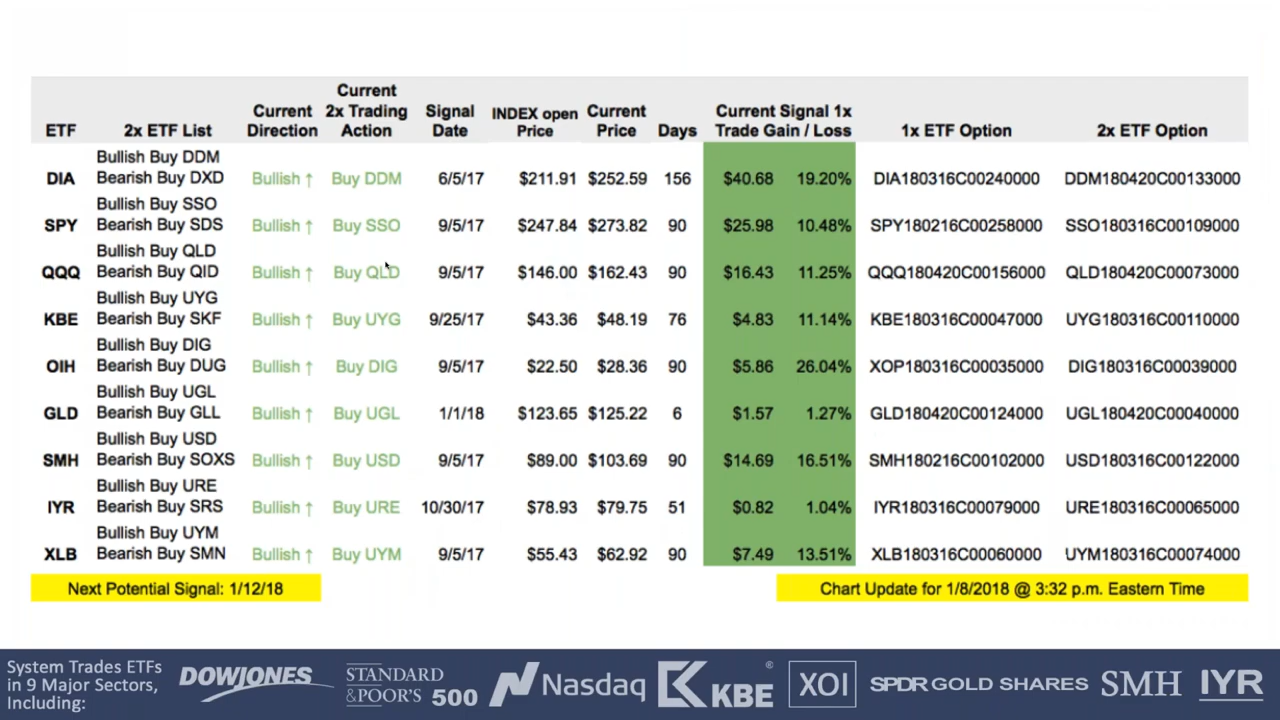 ETF 2x ETF List Current Direction Current 2x Trading Action Signal Date INDEX open Price Current Price Days Current Signal 1x Trade Gain / Loss 1x ETF Option 2x ETF Option
Bullish Buy DDM
DIA Bearish Buy DXD Bullish ↑ Buy DDM 6/5/17 $211.91 $252.59 156 $40.68 19.20% DIA180316C00240000 DDM180420C00133000
Bullish Buy SSO
SPY Bearish Buy SDS Bullish ↑ Buy SSO 9/5/17 $247.84 $273.82 90 $25.98 10.48% SPY180216C00258000 SSO180316C00109000
Bullish Buy QLD
QQQ Bearish Buy QID Bullish ↑ Buy QLD 9/5/17 $146.00 $162.43 90 $16.43 11.25% QQQ180420C00156000 QLD180420C00073000
Bullish Buy UYG
KBE Bearish Buy SKF Bullish ↑ Buy UYG 9/25/17 $43.36 $48.19 76 $4.83 11.14% KBE180316C00047000 UYG180316C00110000
Bullish Buy DIG
OIH Bearish Buy DUG Bullish ↑ Buy DIG 9/5/17 $22.50 $28.36 90 $5.86 26.04% XOP180316C00035000 DIG180316C00039000
Bullish Buy UGL
GLD Bearish Buy GLL Bullish ↑ Buy UGL 1/1/18 $123.65 $125.22 6 $1.57 1.27% GLD180420C00124000 UGL180420C00040000
Bullish Buy USD
SMH Bearish Buy SOXS Bullish ↑ Buy USD 9/5/17 $89.00 $103.69 90 $14.69 16.51% SMH180216C00102000 USD180316C00122000
Bullish Buy URE
IYR Bearish Buy SRS Bullish ↑ Buy URE 10/30/17 $78.93 $79.75 51 $0.82 1.04% IYR180316C00079000 URE180316C00065000
Bullish Buy UYM
XLB Bearish Buy SMN Bullish ↑ Buy UYM 9/5/17 $55.43 $62.92 90 $7.49 13.51% XLB180316C00060000 UYM180316C00074000
Next Potential Signal: 1/12/18 Chart Update for 1/8/2018 @ 3:32 p.m. Eastern Time
System Trades ETFs
in 9 Major Sectors,
Including:
DOWJONES
STANDARD
&POOR'S 500
Nasdaq
KBE ®
XOI
SPDR GOLD SHARES
SMH
IYR